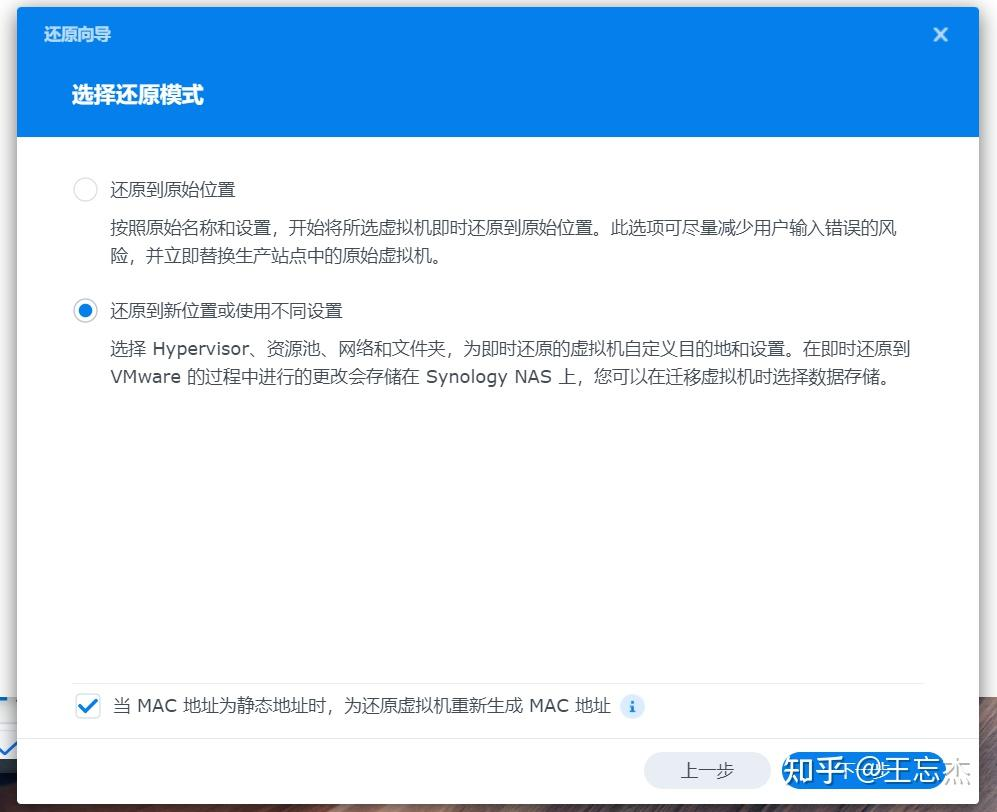 还原向导
选择还原模式
还原到原始位置
按照原始名称和设置，开始将所选虚拟机即时还原到原始位置。此选项可尽量减少用户输入错误的风
险，并立即替换生产站点中的原始虚拟机。
还原到新位置或使用不同设置
选择 Hypervisor、资源池、网络和文件夹，为即时还原的虚拟机自定义目的地和设置。在即时还原到
VMware 的过程中进行的更改会存储在 Synology NAS 上，您可以在迁移虚拟机时选择数据存储。
当 MAC 地址为静态地址时，为还原虚拟机重新生成 MAC 地址
上一步
下一步
知乎 @王忘杰